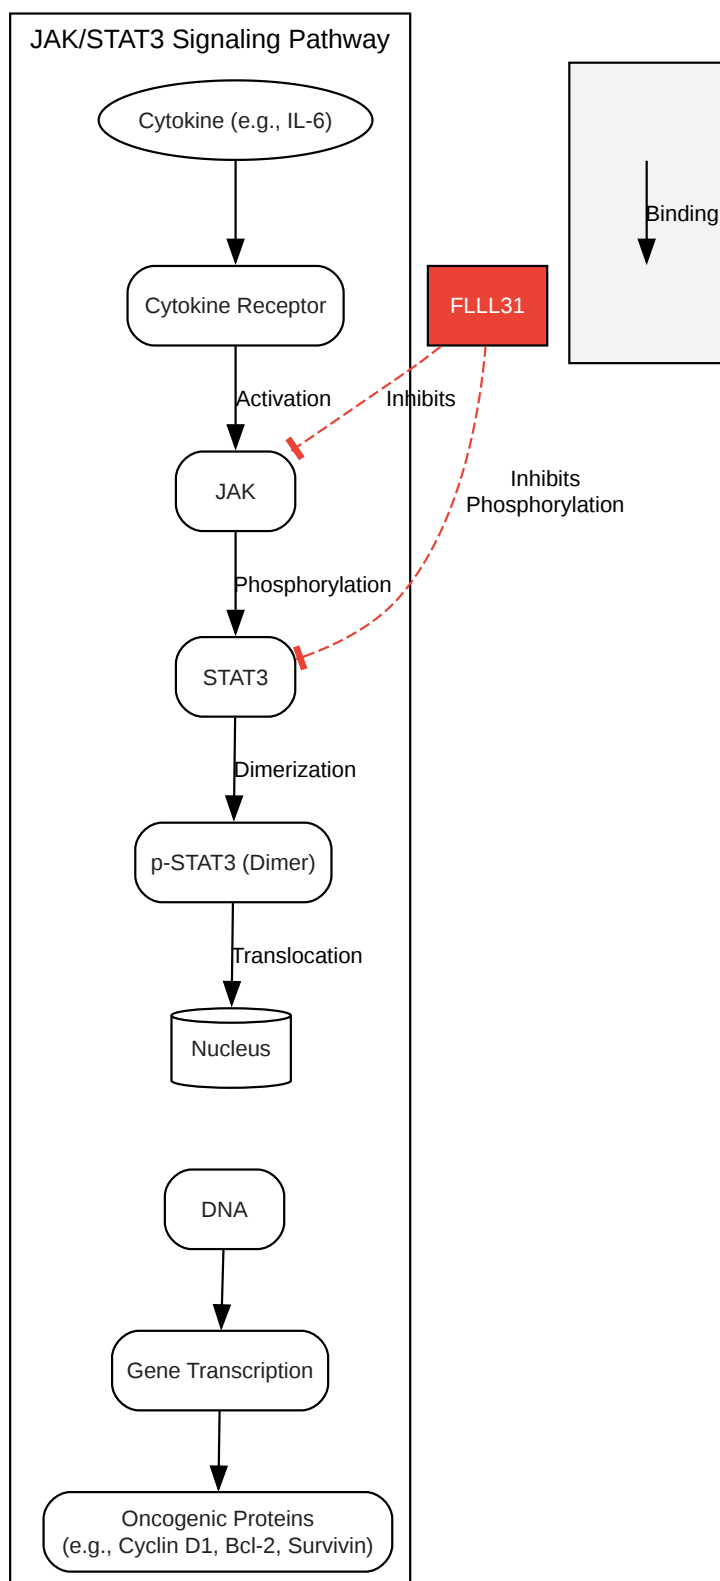 JAK/STAT3 Signaling Pathway
Cytokine (e.g., IL-6)
Binding
Cytokine Receptor
FLLL31
Activation
Inhibits
JAK
Inhibits
Phosphorylation
Phosphorylation
STAT3
Dimerization
p-STAT3 (Dimer)
Translocation
Nucleus
DNA
Gene Transcription
Oncogenic Proteins
(e.g., Cyclin D1, Bcl-2, Survivin)